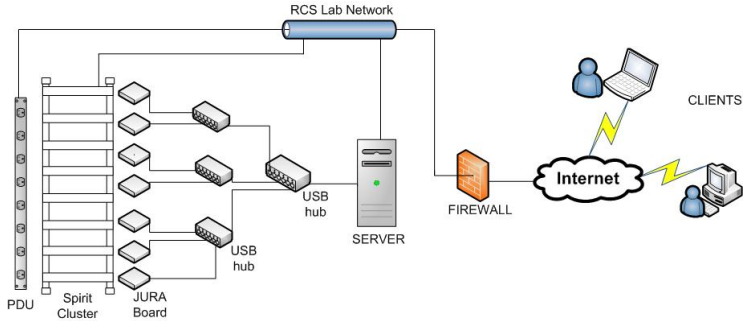 RCS Lab Network
CLIENTS
Internet
FIREWALL
USB
hub
SERVER
USB
hub
PDU
Spirit
Cluster
JURA
Board